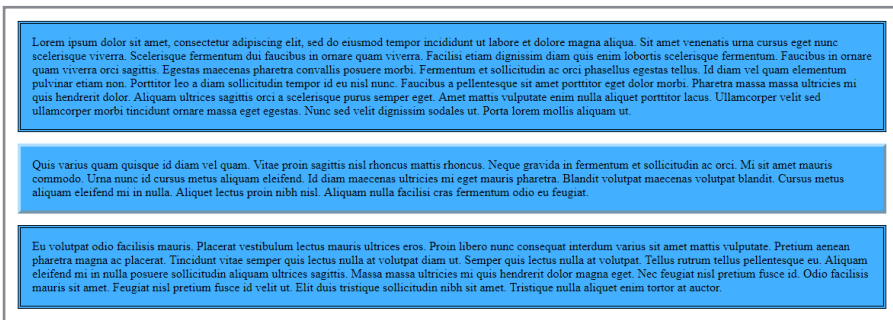 Lorem ipsum dolor sit amet, consectetur adipiscing elit, sed do eiusmod tempor incididunt ut labore et dolore magna aliqua. Sit amet venenatis urna cursus eget nunc
scelerisque viverra. Scelerisque fermentum dui faucibus in ornare quam viverra. Facilisi etiam dignissim diam quis enim lobortis scelerisque fermentum. Faucibus in ornare
quam viverra orci sagittis. Egestas maecenas pharetra convallis posuere morbi. Fermentum et sollicitudin ac orci phasellus egestas tellus. Id diam vel quam elementum
pulvinar etiam non. Porttitor leo a diam sollicitudin tempor id eu nisl nunc. Faucibus a pellentesque sit amet porttitor eget dolor morbi. Pharetra massa massa ultricies mi
quis hendrerit dolor. Aliquam ultrices sagittis orci a scelerisque purus semper eget. Amet mattis vulputate enim nulla aliquet porttitor lacus. Ullamcorper velit sed
ullamcorper morbi tincidunt ornare massa eget egestas. Nunc sed velit dignissim sodales ut. Porta lorem mollis aliquam ut.
Quis varius quam quisque id diam vel quam. Vitae proin sagittis nisl rhoncus mattis rhoncus. Neque gravida in fermentum et sollicitudin ac orci. Mi sit amet mauris
commodo. Urna nunc id cursus metus aliquam eleifend. Id diam maecenas ultricies mi eget mauris pharetra. Blandit volutpat maecenas volutpat blandit. Cursus metus
aliquam eleifend mi in nulla. Aliquet lectus proin nibh nisl. Aliquam nulla facilisi cras fermentum odio eu feugiat.
Eu volutpat odio facilisis mauris. Placerat vestibulum lectus mauris ultrices eros. Proin libero nunc consequat interdum varius sit amet mattis vulputate. Pretium aenean
pharetra magna ac placerat. Tincidunt vitae semper quis lectus nulla at volutpat diam ut. Semper quis lectus nulla at volutpat. Tellus rutrum tellus pellentesque eu. Aliquam
eleifend mi in nulla posuere sollicitudin aliquam ultrices sagittis. Massa massa ultricies mi quis hendrerit dolor magna eget. Nec feugiat nisl pretium fusce id. Odio facilisis
mauris sit amet. Feugiat nisl pretium fusce id velit ut. Elit duis tristique sollicitudin nibh sit amet. Tristique nulla aliquet enim tortor at auctor.